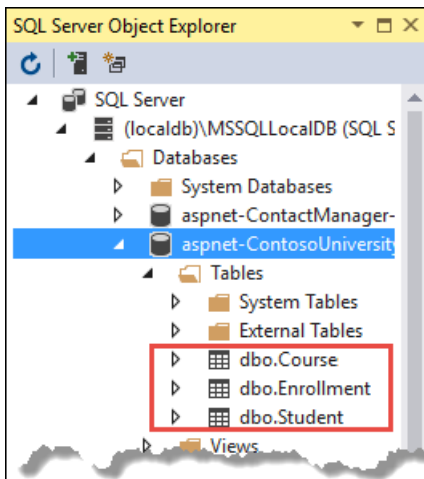 SQL Server Object Explorer
SQL Server
(localdb)\MSSQLLocalDB (SQL S
Databases
System Databases
aspnet-ContactManager-
aspnet-ContosoUniversity
Tables
System Tables
External Tables
dbo.Course
dbo.Enrollment
dbo.Student
Views